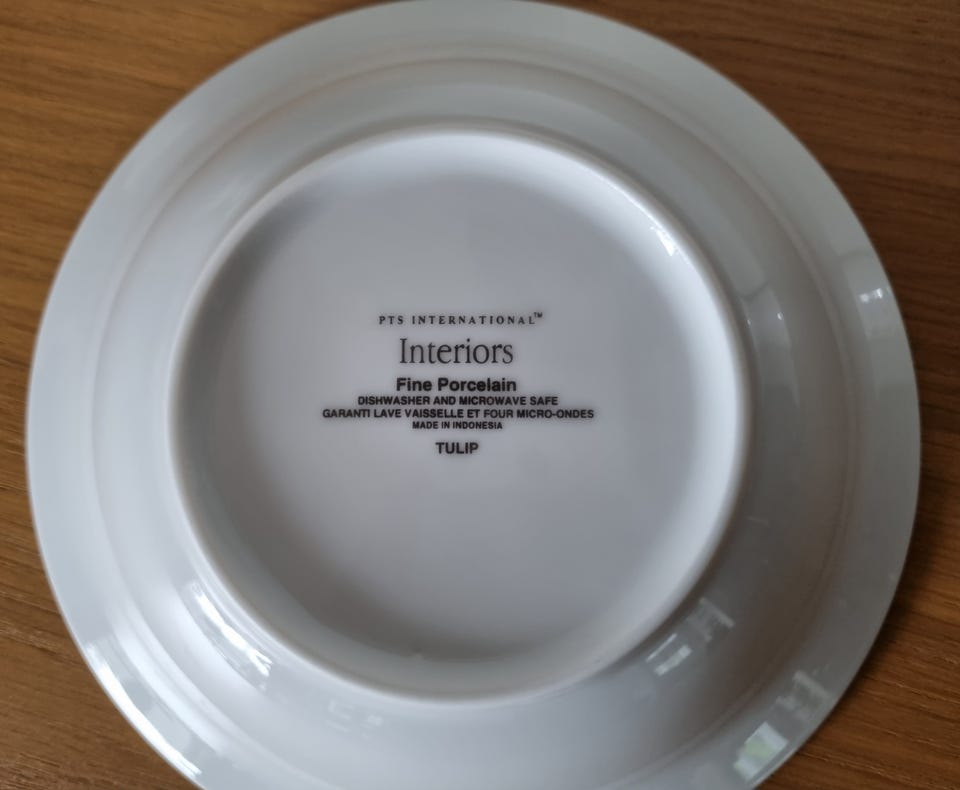 PTS INTERNATIONAL™
Interiors
Fine Porcelain
DISHWASHER AND MICROWAVE SAFE
GARANTI LAVE VAISSELLE ET FOUR MICRO-ONDES
MADE IN INDONESIA
TULIP